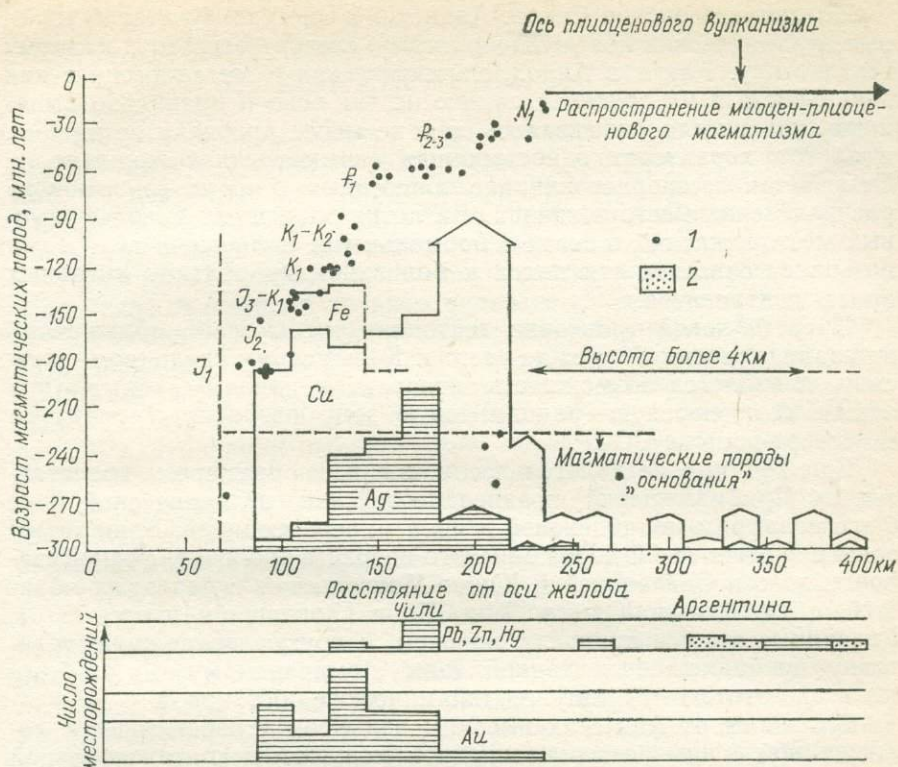 Ось плиоценового вулканизма
Возраст магматических пород, млн. лет
0
−30
−60
−90
−120
−150
−180
−210
−240
−270
−300
N₁
Распространение миоцен-плиоце-
нового магматизма
P₂₋₃
P₁
K₁–K₂
K₁
J₃–K₁
J₂
J₁
Fe
Cu
Ag
1
2
Высота более 4км
Магматические породы
„основания”
0 50 100 150 200 250 300 350 400км
Расстояние от оси желоба
Чили
Аргентина
Число
месторождений
Pb, Zn, Hg
Au